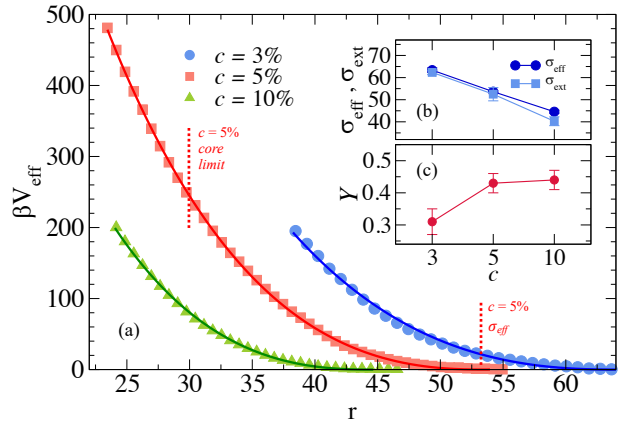 500
400
300
200
100
0
βV_eff
c = 3%
c = 5%
c = 10%
c = 5%
core
limit
(a)
c = 5%
σ_eff
25 30 35 40 45 50 55 60
r
70
60
50
40
σ_eff , σ_ext
σ_eff
σ_ext
(b)
(c)
0.4
0.3
Y
3 5 10
c